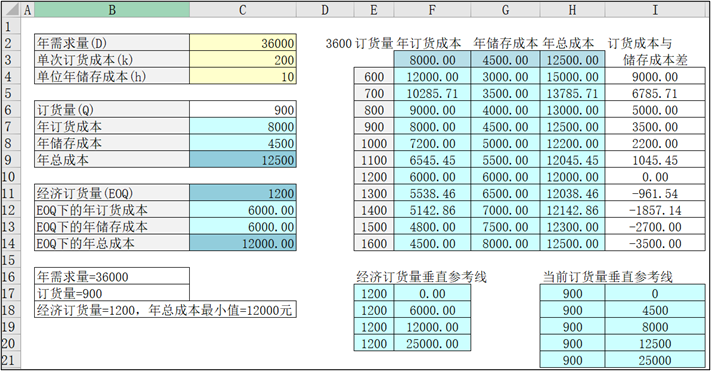 A B C D E F G H I
1
2 年需求量(D) 36000 3600 订货量 年订货成本 年储存成本 年总成本 订货成本与
3 单次订货成本(k) 200 8000.00 4500.00 12500.00 储存成本差
4 单位年储存成本(h) 10 600 12000.00 3000.00 15000.00 9000.00
5 700 10285.71 3500.00 13785.71 6785.71
6 订货量(Q) 900 800 9000.00 4000.00 13000.00 5000.00
7 年订货成本 8000 900 8000.00 4500.00 12500.00 3500.00
8 年储存成本 4500 1000 7200.00 5000.00 12200.00 2200.00
9 年总成本 12500 1100 6545.45 5500.00 12045.45 1045.45
10 1200 6000.00 6000.00 12000.00 0.00
11 经济订货量(EOQ) 1200 1300 5538.46 6500.00 12038.46 -961.54
12 EOQ下的年订货成本 6000.00 1400 5142.86 7000.00 12142.86 -1857.14
13 EOQ下的年储存成本 6000.00 1500 4800.00 7500.00 12300.00 -2700.00
14 EOQ下的年总成本 12000.00 1600 4500.00 8000.00 12500.00 -3500.00
15
16 年需求量=36000 经济订货量垂直参考线 当前订货量垂直参考线
17 订货量=900 1200 0.00 900 0
18 经济订货量=1200，年总成本最小值=12000元 1200 6000.00 900 4500
19 1200 12000.00 900 8000
20 1200 25000.00 900 12500
21 900 25000